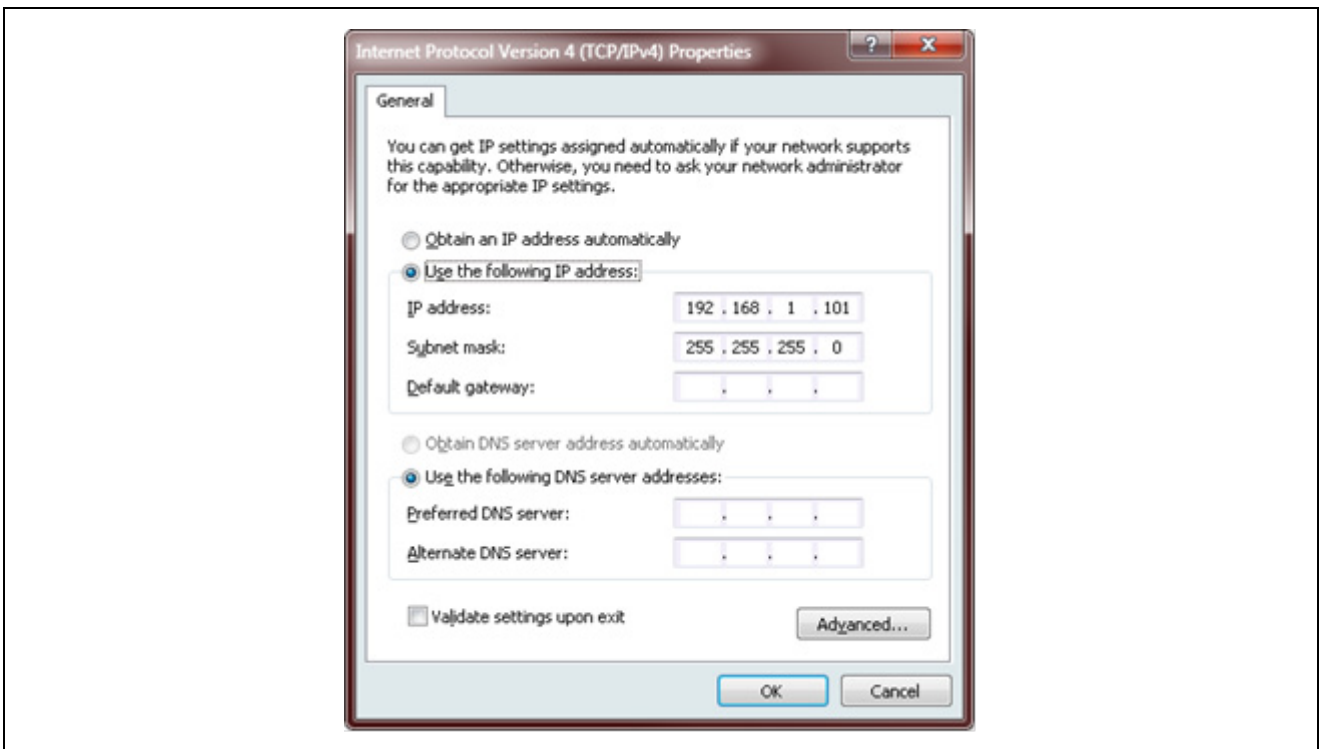 Internet Protocol Version 4 (TCP/IPv4) Properties
?
General
You can get IP settings assigned automatically if your network supports
this capability. Otherwise, you need to ask your network administrator
for the appropriate IP settings.
Obtain an IP address automatically
Use the following IP address:
IP address: 192 . 168 . 1 . 101
Subnet mask: 255 . 255 . 255 . 0
Default gateway: . . .
Obtain DNS server address automatically
Use the following DNS server addresses:
Preferred DNS server: . . .
Alternate DNS server: . . .
Validate settings upon exit
Advanced...
OK Cancel